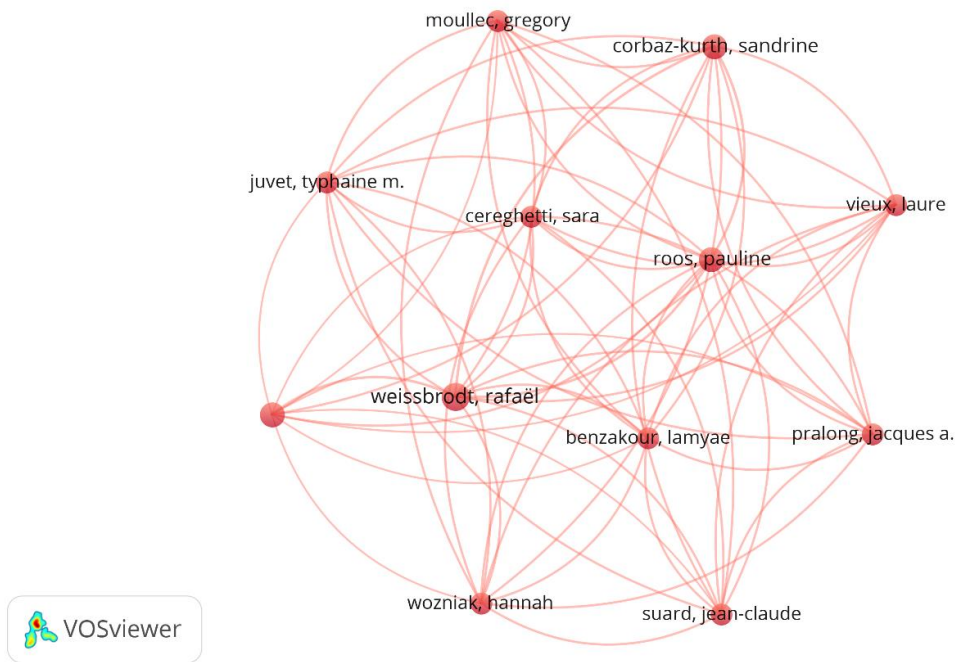 moullec, gregory
corbaz-kurth, sandrine
juvet, typhaine m.
vieux, laure
cereghetti, sara
roos, pauline
weissbrodt, rafaël
benzakour, lamyae
pralong, jacques a.
wozniak, hannah
suard, jean-claude
VOSviewer